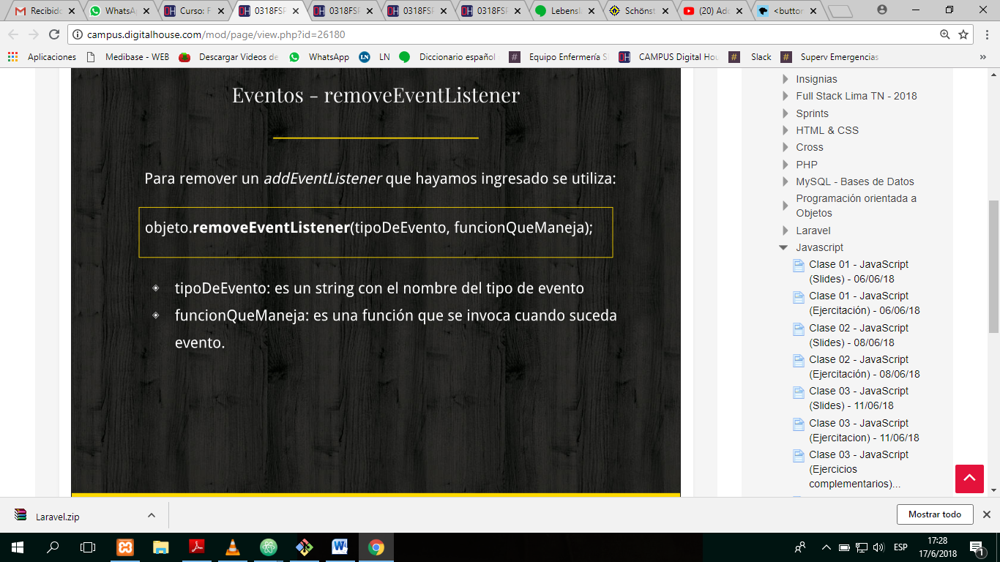 Recibido
WhatsA
Curso: F
0318FSF
0318FSF
0318FSF
0318FSF
Lebensl
Schönst
(20) Ad
<buttor
campus.digitalhouse.com/mod/page/view.php?id=26180
Aplicaciones
Medibase - WEB
Descargar Videos de
WhatsApp
LN
LN
Diccionario español
Equipo Enfermería S
CAMPUS Digital Hou
Slack
Superv Emergencias
Eventos - removeEventListener
Para remover un addEventListener que hayamos ingresado se utiliza:
objeto.removeEventListener(tipoDeEvento, funcionQueManeja);
tipoDeEvento: es un string con el nombre del tipo de evento
funcionQueManeja: es una función que se invoca cuando suceda
evento.
Insignias
Full Stack Lima TN - 2018
Sprints
HTML & CSS
Cross
PHP
MySQL - Bases de Datos
Programación orientada a
Objetos
Laravel
Javascript
Clase 01 - JavaScript
(Slides) - 06/06/18
Clase 01 - JavaScript
(Ejercitación) - 06/06/18
Clase 02 - JavaScript
(Slides) - 08/06/18
Clase 02 - JavaScript
(Ejercitación) - 08/06/18
Clase 03 - JavaScript
(Slides) - 11/06/18
Clase 03 - JavaScript
(Ejercitacion) - 11/06/18
Clase 03 - JavaScript
(Ejercicios
complementarios)...
Laravel.zip
Mostrar todo
ESP
17:28
17/6/2018
1